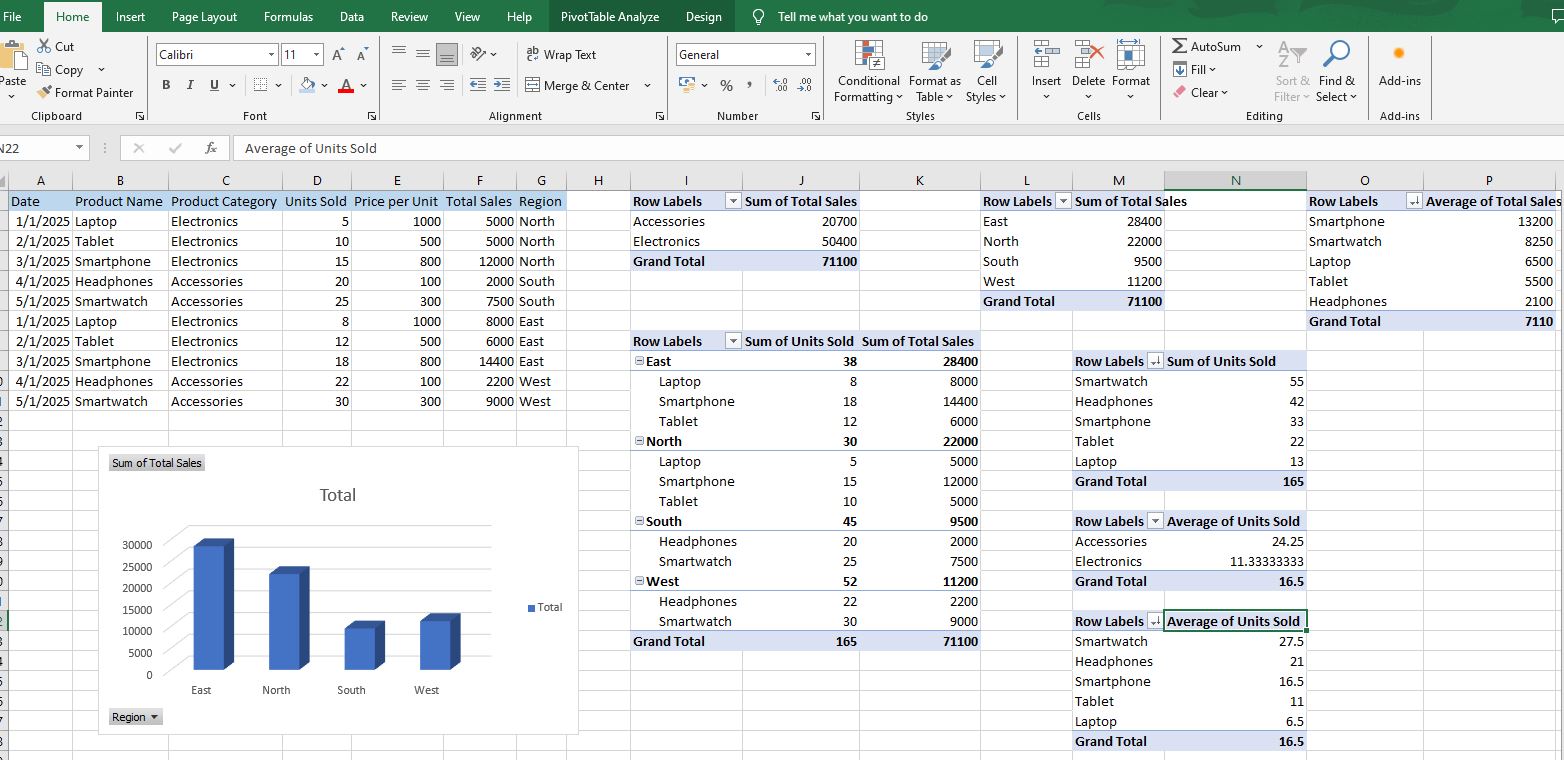 File Home Insert Page Layout Formulas Data Review View Help PivotTable Analyze Design Tell me what you want to do
Paste
Cut
Copy
Format Painter
Clipboard
Calibri 11 A A
B I U A
Font
ab Wrap Text
Merge & Center
Alignment
General
% ,
Number
Conditional Formatting
Format as Table
Cell Styles
Styles
Insert Delete Format
Cells
AutoSum
Fill
Clear
Sort & Filter
Find & Select
Editing
Add-ins
Add-ins
N22 fx Average of Units Sold
A B C D E F G H I J K L M N O P
Date Product Name Product Category Units Sold Price per Unit Total Sales Region
1/1/2025 Laptop Electronics 5 1000 5000 North
2/1/2025 Tablet Electronics 10 500 5000 North
3/1/2025 Smartphone Electronics 15 800 12000 North
4/1/2025 Headphones Accessories 20 100 2000 South
5/1/2025 Smartwatch Accessories 25 300 7500 South
1/1/2025 Laptop Electronics 8 1000 8000 East
2/1/2025 Tablet Electronics 12 500 6000 East
3/1/2025 Smartphone Electronics 18 800 14400 East
4/1/2025 Headphones Accessories 22 100 2200 West
5/1/2025 Smartwatch Accessories 30 300 9000 West
Sum of Total Sales
Total
30000
25000
20000
15000
10000
5000
0
East North South West
Total
Region
Row Labels Sum of Total Sales
Accessories 20700
Electronics 50400
Grand Total 71100
Row Labels Sum of Units Sold Sum of Total Sales
East 38 28400
Laptop 8 8000
Smartphone 18 14400
Tablet 12 6000
North 30 22000
Laptop 5 5000
Smartphone 15 12000
Tablet 10 5000
South 45 9500
Headphones 20 2000
Smartwatch 25 7500
West 52 11200
Headphones 22 2200
Smartwatch 30 9000
Grand Total 165 71100
Row Labels Sum of Total Sales
East 28400
North 22000
South 9500
West 11200
Grand Total 71100
Row Labels Sum of Units Sold
Smartwatch 55
Headphones 42
Smartphone 33
Tablet 22
Laptop 13
Grand Total 165
Row Labels Average of Units Sold
Accessories 24.25
Electronics 11.33333333
Grand Total 16.5
Row Labels Average of Units Sold
Smartwatch 27.5
Headphones 21
Smartphone 16.5
Tablet 11
Laptop 6.5
Grand Total 16.5
Row Labels Average of Total Sales
Smartphone 13200
Smartwatch 8250
Laptop 6500
Tablet 5500
Headphones 2100
Grand Total 7110